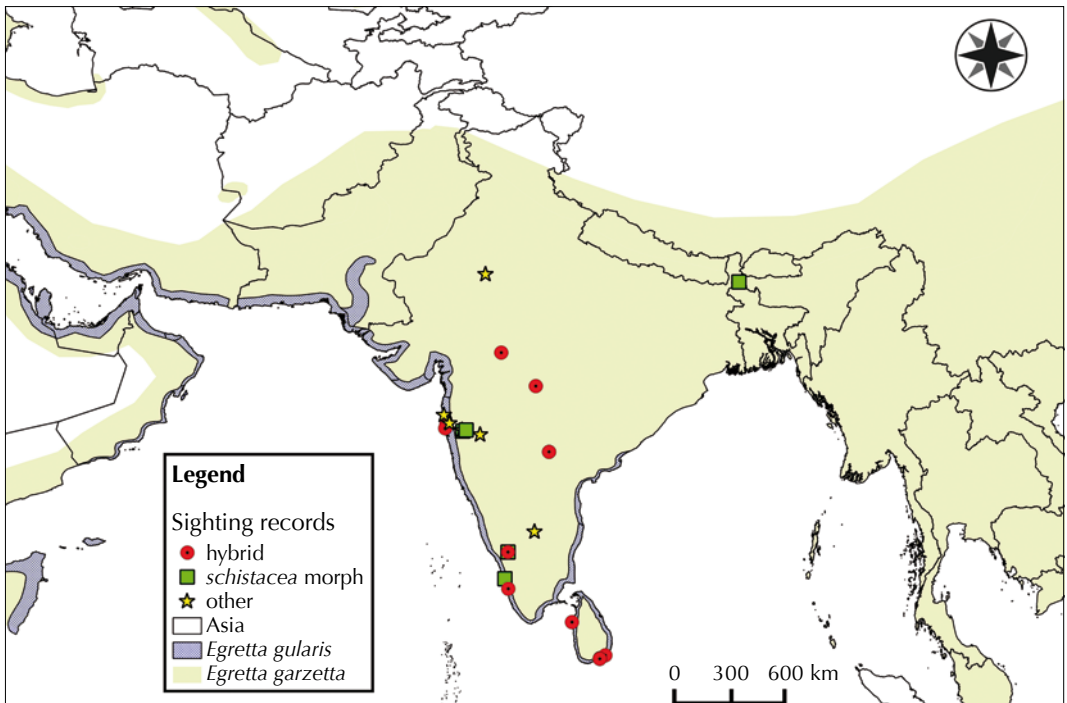 Legend
Sighting records
hybrid
schistacea morph
other
Asia
Egretta gularis
Egretta garzetta
0 300 600 km